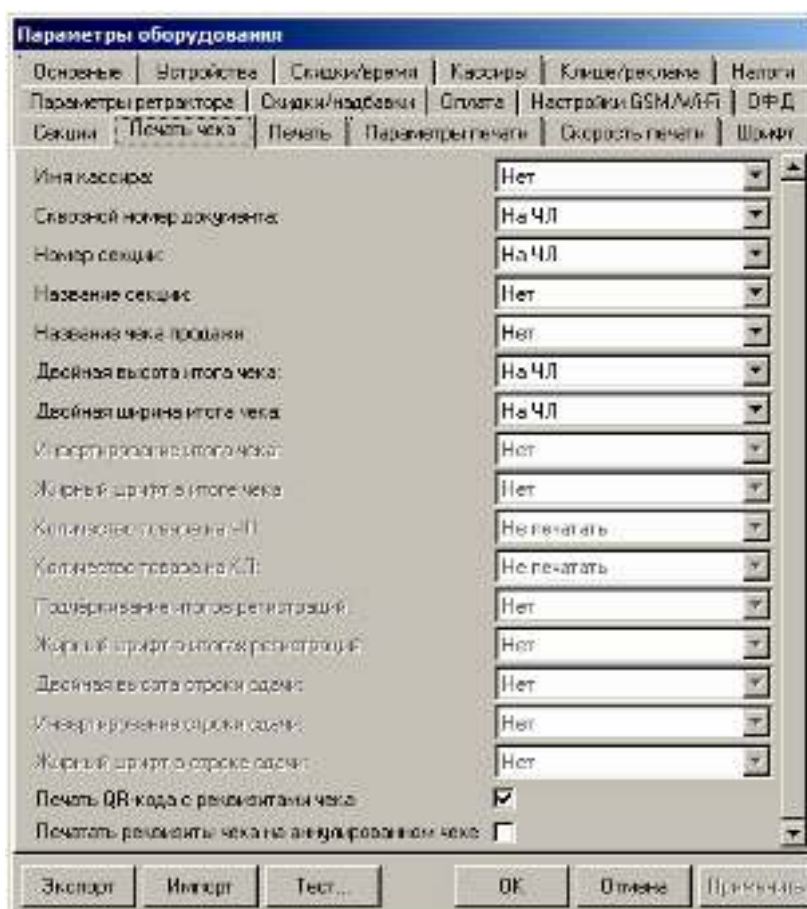 Параметры оборудования
Основные Устройства Скидки/время Кассиры Клише/реклама Налоги
Параметры ретрактора Скидки/надбавки Оплата Настройки GSM/Wi-Fi ОФД
Секции Печать чека Печать Параметры печати Скорость печати Шрифт
Имя кассира: Нет
Сквозной номер документа: На ЧЛ
Номер секции: На ЧЛ
Название секции: Нет
Название чека продажи Нет
Двойная высота итога чека: На ЧЛ
Двойная ширина итога чека: На ЧЛ
Инвертирование итога чека: Нет
Жирный шрифт в итоге чека Нет
Количество товара на ЧЛ Не печатать
Количество товара на КЛ: Не печатать
Подчёркивание итогов регистраций: Нет
Жирный шрифт в итогах регистраций Нет
Двойная высота строки сдачи: Нет
Инвертирование строки сдачи: Нет
Жирный шрифт в строке сдачи: Нет
Печать QR-кода с реквизитами чека
Печатать реквизиты чека на аннулированном чеке
Экспорт Импорт Тест... ОК Отмена Применить